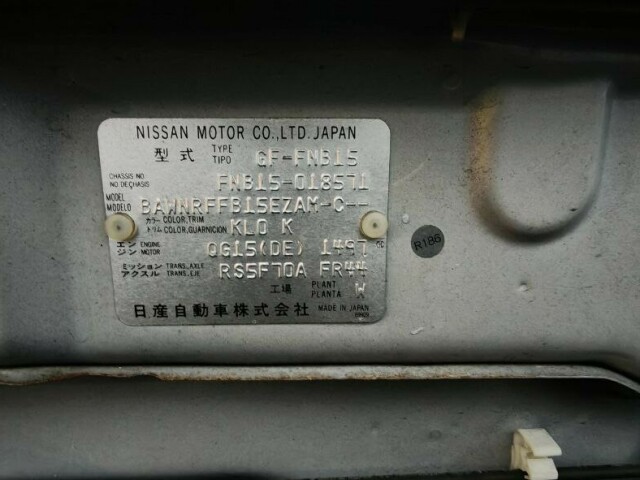 NISSAN MOTOR CO.,LTD. JAPAN
型式 TYPE TIPO GF-FNB15
CHASSIS NO. NO. DE CHASIS FNB15-018571
MODEL MODELO BAWNRFFB15EZAM-C--
カラー COLOR, TRIM トリム COLOR, GUARNICION KL0 K
エンジン ENGINE MOTOR QG15(DE) 1497 cc
ミッション アクスル TRANS. AXLE TRANS. EJE RS5F70A FR44
工場 PLANT PLANTA W
日産自動車株式会社 MADE IN JAPAN
R186